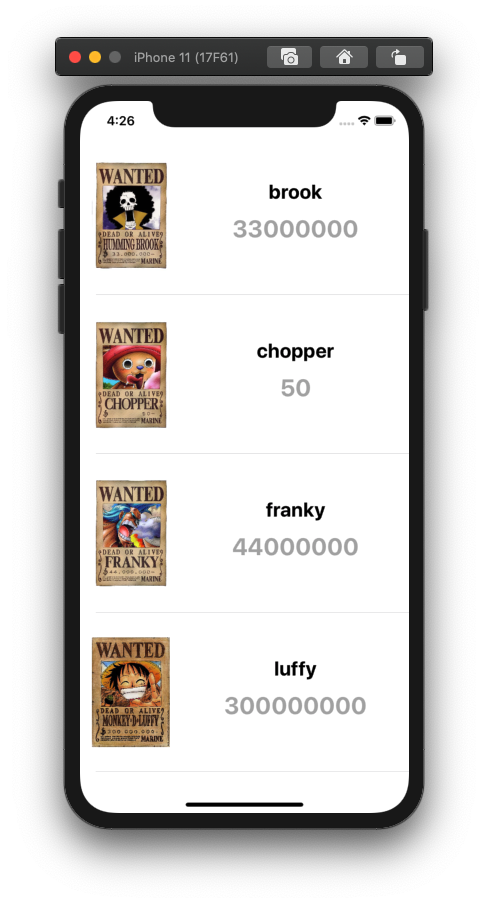 iPhone 11 (17F61)
4:26
WANTED
DEAD OR ALIVE
HUMMING BROOK
33.000.000-
MARINE
brook
33000000
WANTED
DEAD OR ALIVE
CHOPPER
50-
MARINE
chopper
50
WANTED
DEAD OR ALIVE
FRANKY
44.000.000-
MARINE
franky
44000000
WANTED
DEAD OR ALIVE
MONKEY·D·LUFFY
300.000.000-
MARINE
luffy
300000000